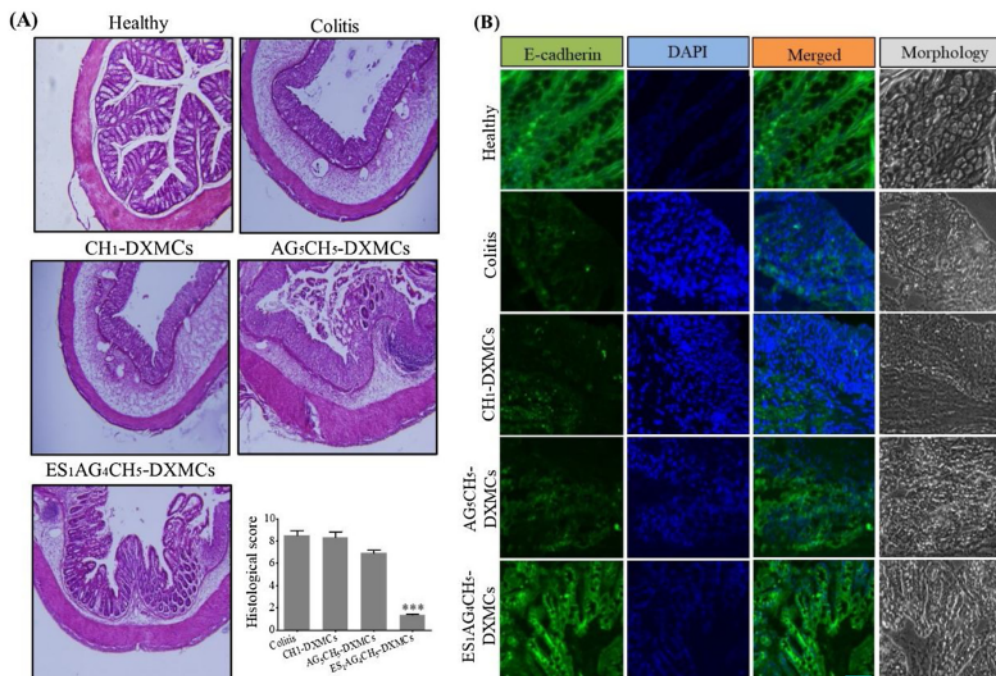 (A)
Healthy
Colitis
CH1-DXMCs
AG5CH5-DXMCs
ES1AG4CH5-DXMCs
Histological score
10
8
6
4
2
0
***
Colitis
CH1-DXMCs
AG5CH5-DXMCs
ES1AG4CH5-DXMCs
(B)
E-cadherin
DAPI
Merged
Morphology
Healthy
Colitis
CH1-DXMCs
AG5CH5-
DXMCs
ES1AG4CH5-
DXMCs